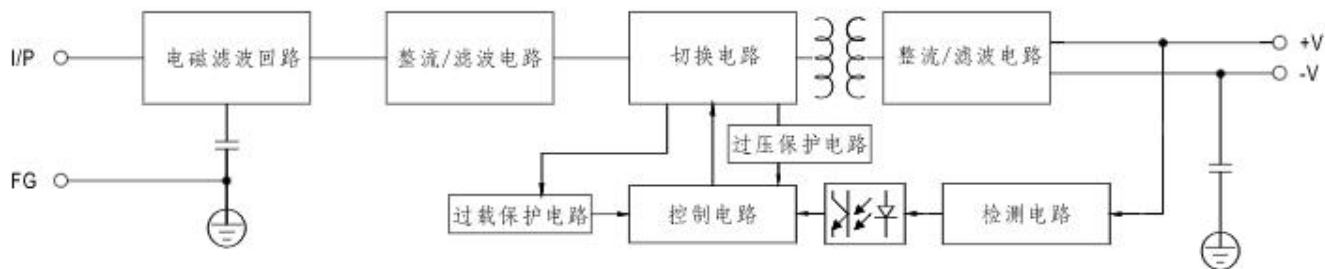 I/P
电磁滤波回路
整流/滤波电路
切换电路
整流/滤波电路
+V
-V
过压保护电路
FG
过载保护电路
控制电路
检测电路